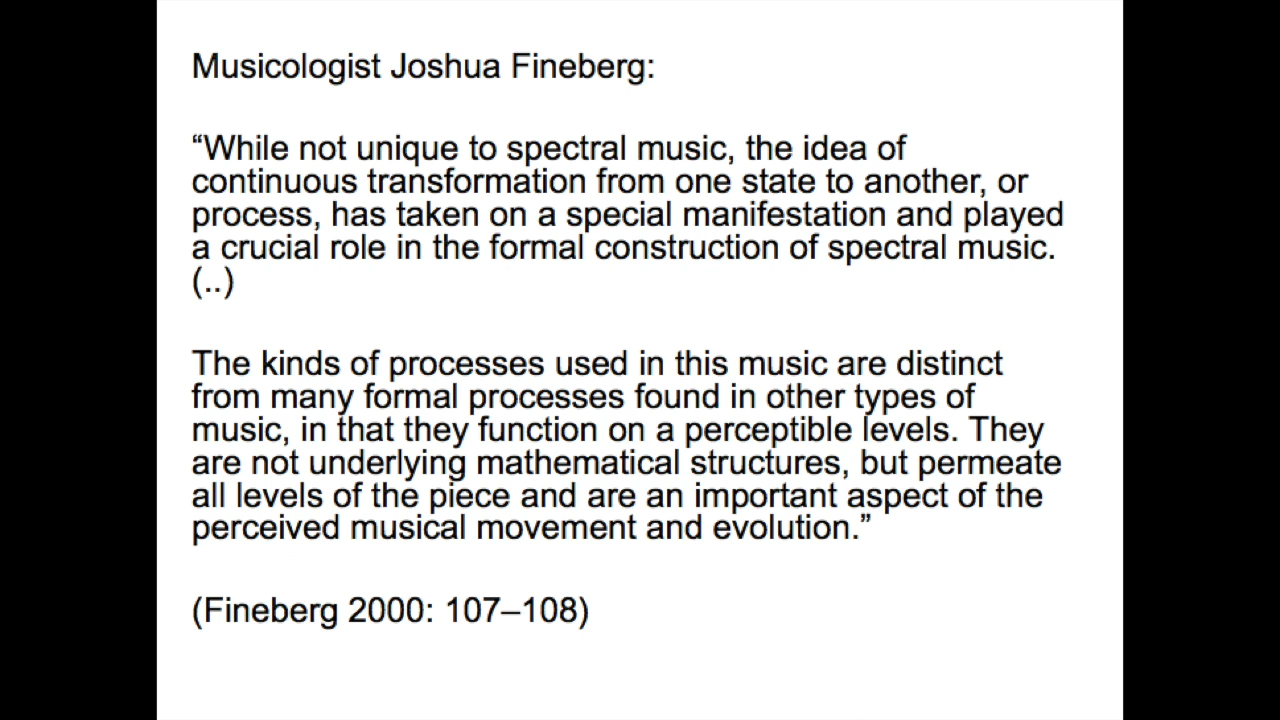 Musicologist Joshua Fineberg:
“While not unique to spectral music, the idea of
continuous transformation from one state to another, or
process, has taken on a special manifestation and played
a crucial role in the formal construction of spectral music.
(..)
The kinds of processes used in this music are distinct
from many formal processes found in other types of
music, in that they function on a perceptible levels. They
are not underlying mathematical structures, but permeate
all levels of the piece and are an important aspect of the
perceived musical movement and evolution.”
(Fineberg 2000: 107–108)